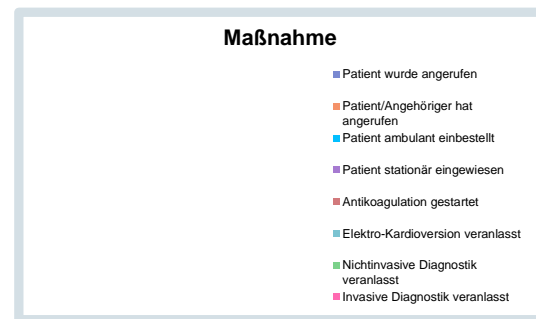 Maßnahme
Patient wurde angerufen
Patient/Angehöriger hat
angerufen
Patient ambulant einbestellt
Patient stationär eingewiesen
Antikoagulation gestartet
Elektro-Kardioversion veranlasst
Nichtinvasive Diagnostik
veranlasst
Invasive Diagnostik veranlasst